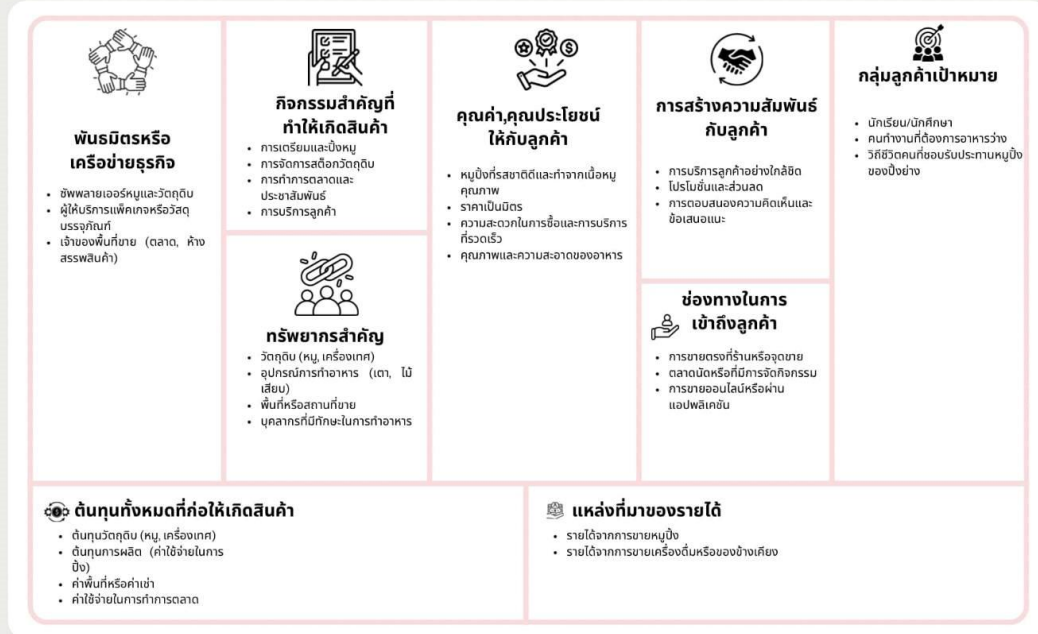 พันธมิตรหรือ
เครือข่ายธุรกิจ
• ซัพพลายเออร์หมูและวัตถุดิบ
• ผู้ให้บริการแพ็คเกจหรือวัสดุ
บรรจุภัณฑ์
• เจ้าของพื้นที่ขาย (ตลาด, ห้าง
สรรพสินค้า)
กิจกรรมสำคัญที่
ทำให้เกิดสินค้า
• การเตรียมและปิ้งหมู
• การจัดการสต็อกวัตถุดิบ
• การทำการตลาดและ
ประชาสัมพันธ์
• การบริการลูกค้า
ทรัพยากรสำคัญ
• วัตถุดิบ (หมู, เครื่องเทศ)
• อุปกรณ์การทำอาหาร (เตา, ไม้
เสียบ)
• พื้นที่หรือสถานที่ขาย
• บุคลากรที่มีทักษะในการทำอาหาร
คุณค่า,คุณประโยชน์
ให้กับลูกค้า
• หมูปิ้งที่รสชาติดีและทำจากเนื้อหมู
คุณภาพ
• ราคาเป็นมิตร
• ความสะดวกในการซื้อและการบริการ
ที่รวดเร็ว
• คุณภาพและความสะอาดของอาหาร
การสร้างความสัมพันธ์
กับลูกค้า
• การบริการลูกค้าอย่างใกล้ชิด
• โปรโมชั่นและส่วนลด
• การตอบสนองความคิดเห็นและ
ข้อเสนอแนะ
ช่องทางในการ
เข้าถึงลูกค้า
• การขายตรงที่ร้านหรือจุดขาย
• ตลาดนัดหรือที่มีการจัดกิจกรรม
• การขายออนไลน์หรือผ่าน
แอปพลิเคชัน
กลุ่มลูกค้าเป้าหมาย
• นักเรียน/นักศึกษา
• คนทำงานที่ต้องการอาหารว่าง
• วิถีชีวิตคนที่ชอบรับประทานหมูปิ้ง
ของปิ้งย่าง
ต้นทุนทั้งหมดที่ก่อให้เกิดสินค้า
• ต้นทุนวัตถุดิบ (หมู, เครื่องเทศ)
• ต้นทุนการผลิต (ค่าใช้จ่ายในการ
ปิ้ง)
• ค่าพื้นที่หรือค่าเช่า
• ค่าใช้จ่ายในการทำการตลาด
แหล่งที่มาของรายได้
• รายได้จากการขายหมูปิ้ง
• รายได้จากการขายเครื่องดื่มหรือของข้างเคียง